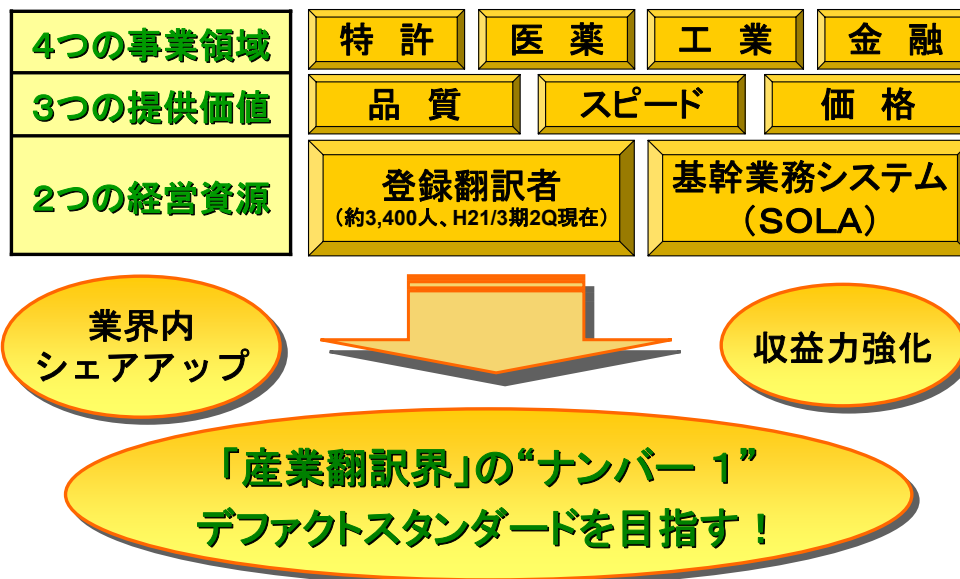 4つの事業領域
特 許
医 薬
工 業
金 融
3つの提供価値
品 質
スピード
価 格
2つの経営資源
登録翻訳者
（約3,400人、H21/3期2Q現在）
基幹業務システム
（SOLA）
業界内
シェアアップ
収益力強化
「産業翻訳界」の“ナンバー 1”
デファクトスタンダードを目指す！